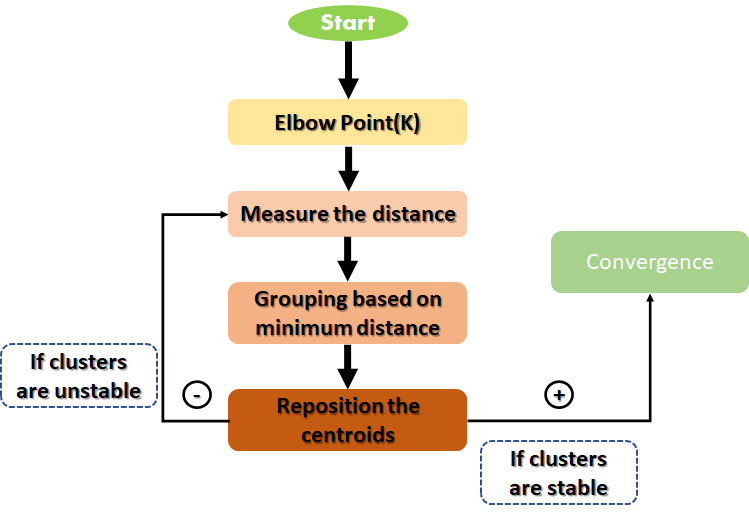 Start
Elbow Point(K)
Measure the distance
Convergence
Grouping based on
minimum distance
If clusters
are unstable
-
+
Reposition the
centroids
If clusters
are stable